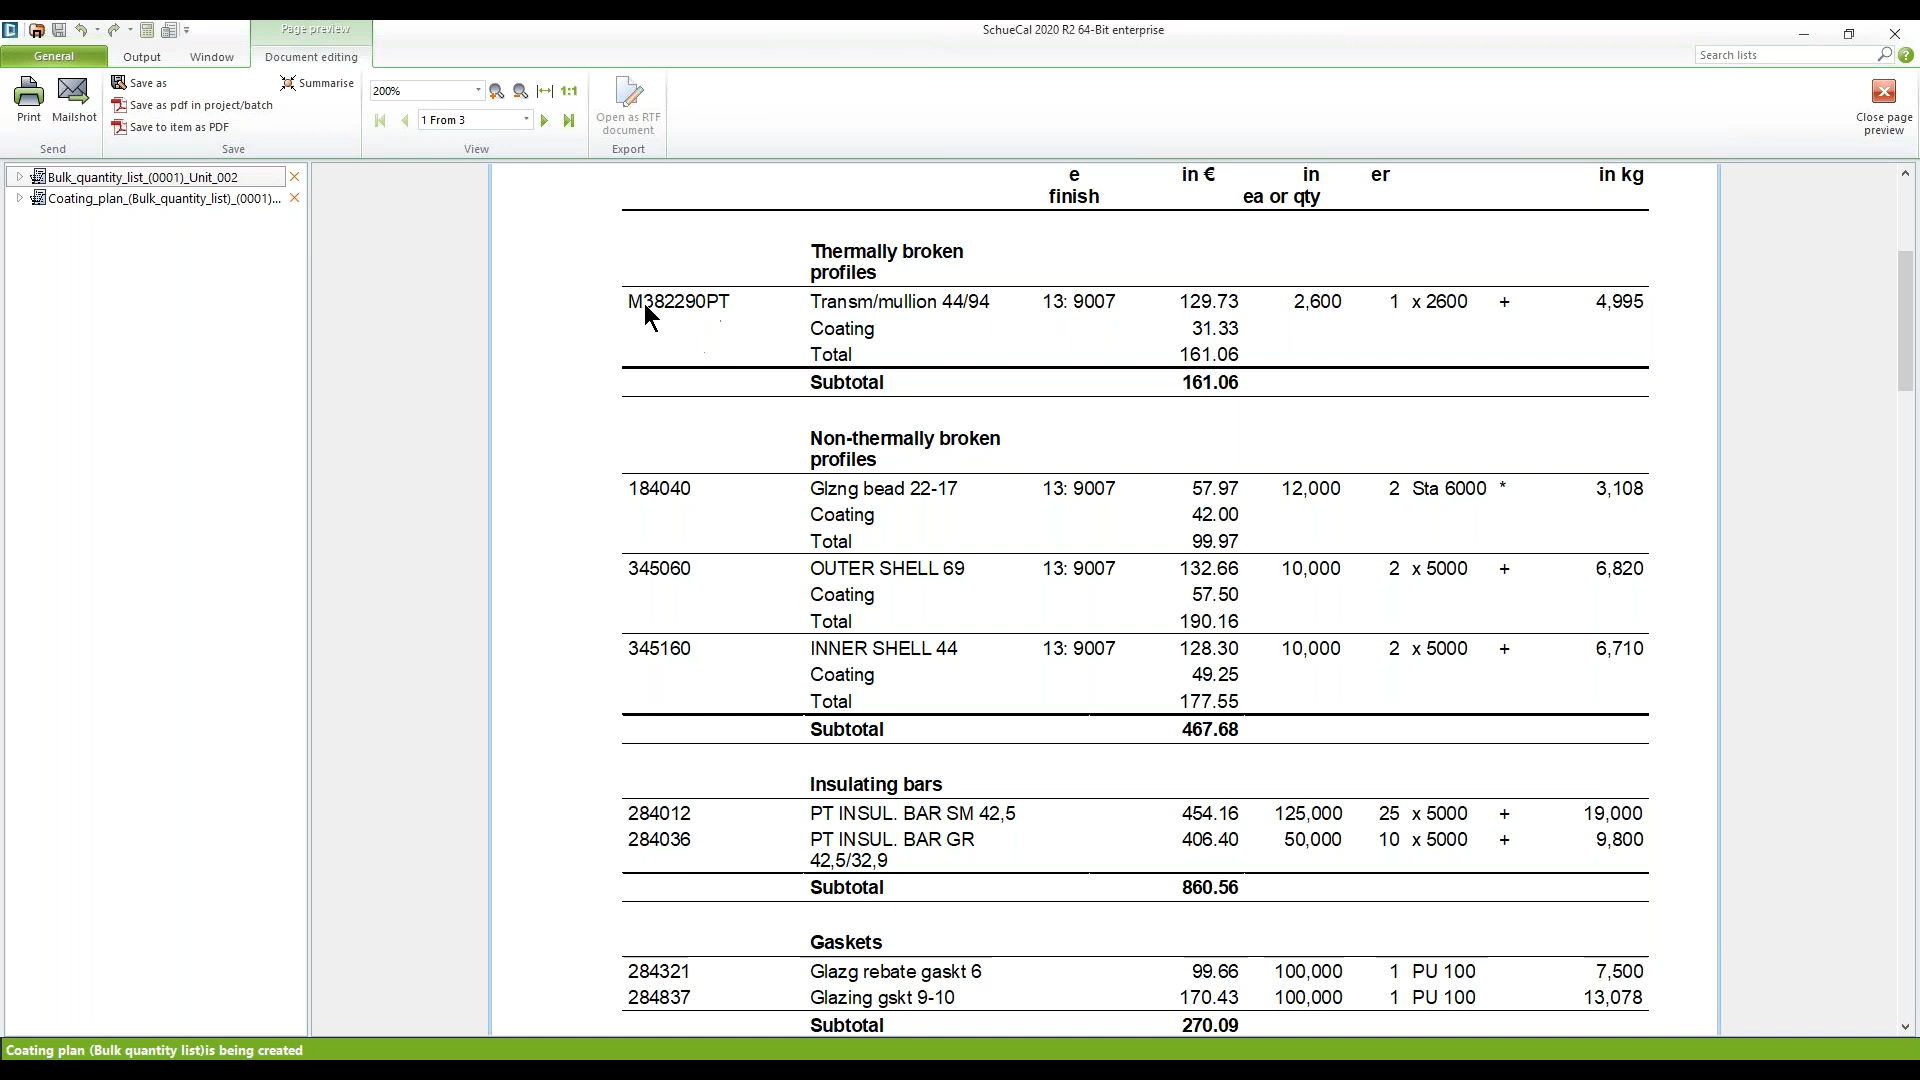 Page preview
SchueCal 2020 R2 64-Bit enterprise
General Output Window Document editing
Search lists
Print
Mailshot
Save as
Save as pdf in project/batch
Save to item as PDF
Summarise
200%
1:1
1 From 3
Open as RTF
document
Close page
preview
Send Save View Export
Bulk_quantity_list_(0001)_Unit_002
Coating_plan_(Bulk_quantity_list)_(0001)...
e in € in er in kg
finish ea or qty
Thermally broken
profiles
M382290PT Transm/mullion 44/94 13: 9007 129.73 2,600 1 x 2600 + 4,995
Coating 31.33
Total 161.06
Subtotal 161.06
Non-thermally broken
profiles
184040 Glzng bead 22-17 13: 9007 57.97 12,000 2 Sta 6000 * 3,108
Coating 42.00
Total 99.97
345060 OUTER SHELL 69 13: 9007 132.66 10,000 2 x 5000 + 6,820
Coating 57.50
Total 190.16
345160 INNER SHELL 44 13: 9007 128.30 10,000 2 x 5000 + 6,710
Coating 49.25
Total 177.55
Subtotal 467.68
Insulating bars
284012 PT INSUL. BAR SM 42,5 454.16 125,000 25 x 5000 + 19,000
284036 PT INSUL. BAR GR 406.40 50,000 10 x 5000 + 9,800
42,5/32,9
Subtotal 860.56
Gaskets
284321 Glazg rebate gaskt 6 99.66 100,000 1 PU 100 7,500
284837 Glazing gskt 9-10 170.43 100,000 1 PU 100 13,078
Subtotal 270.09
Coating plan (Bulk quantity list)is being created